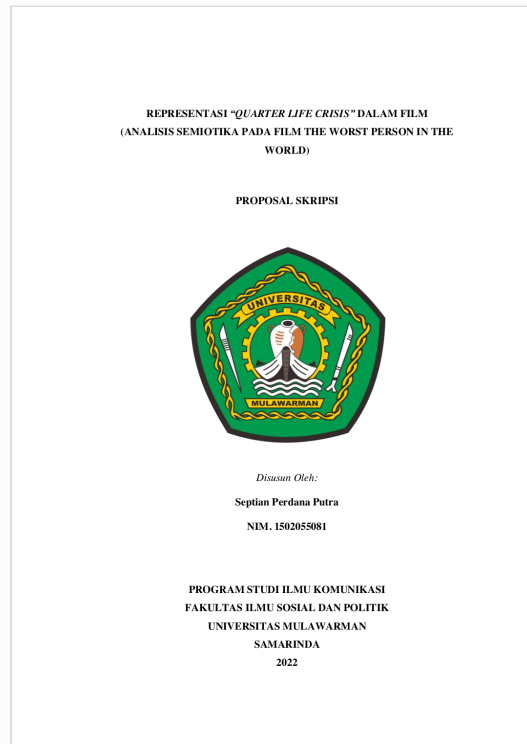 REPRESENTASI “QUARTER LIFE CRISIS” DALAM FILM
(ANALISIS SEMIOTIKA PADA FILM THE WORST PERSON IN THE
WORLD)
PROPOSAL SKRIPSI
UNIVERSITAS
MULAWARMAN
Disusun Oleh:
Septian Perdana Putra
NIM. 1502055081
PROGRAM STUDI ILMU KOMUNIKASI
FAKULTAS ILMU SOSIAL DAN POLITIK
UNIVERSITAS MULAWARMAN
SAMARINDA
2022